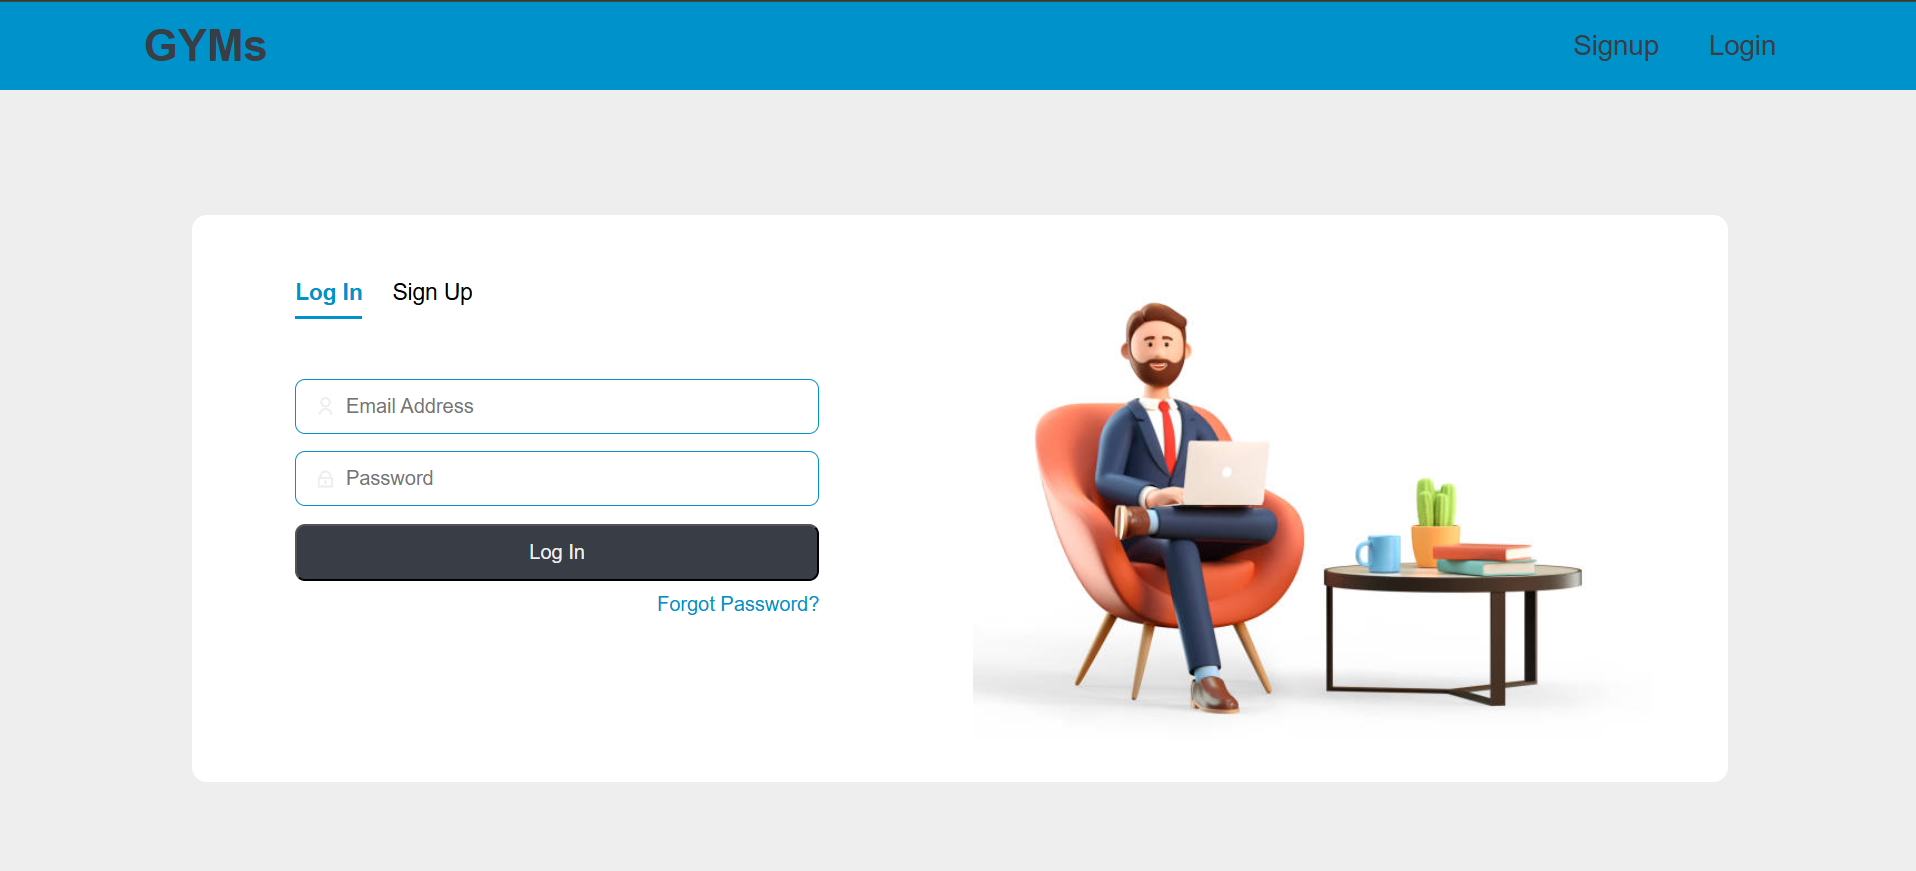 GYMs
Signup Login
Log In Sign Up
Email Address
Password
Log In
Forgot Password?